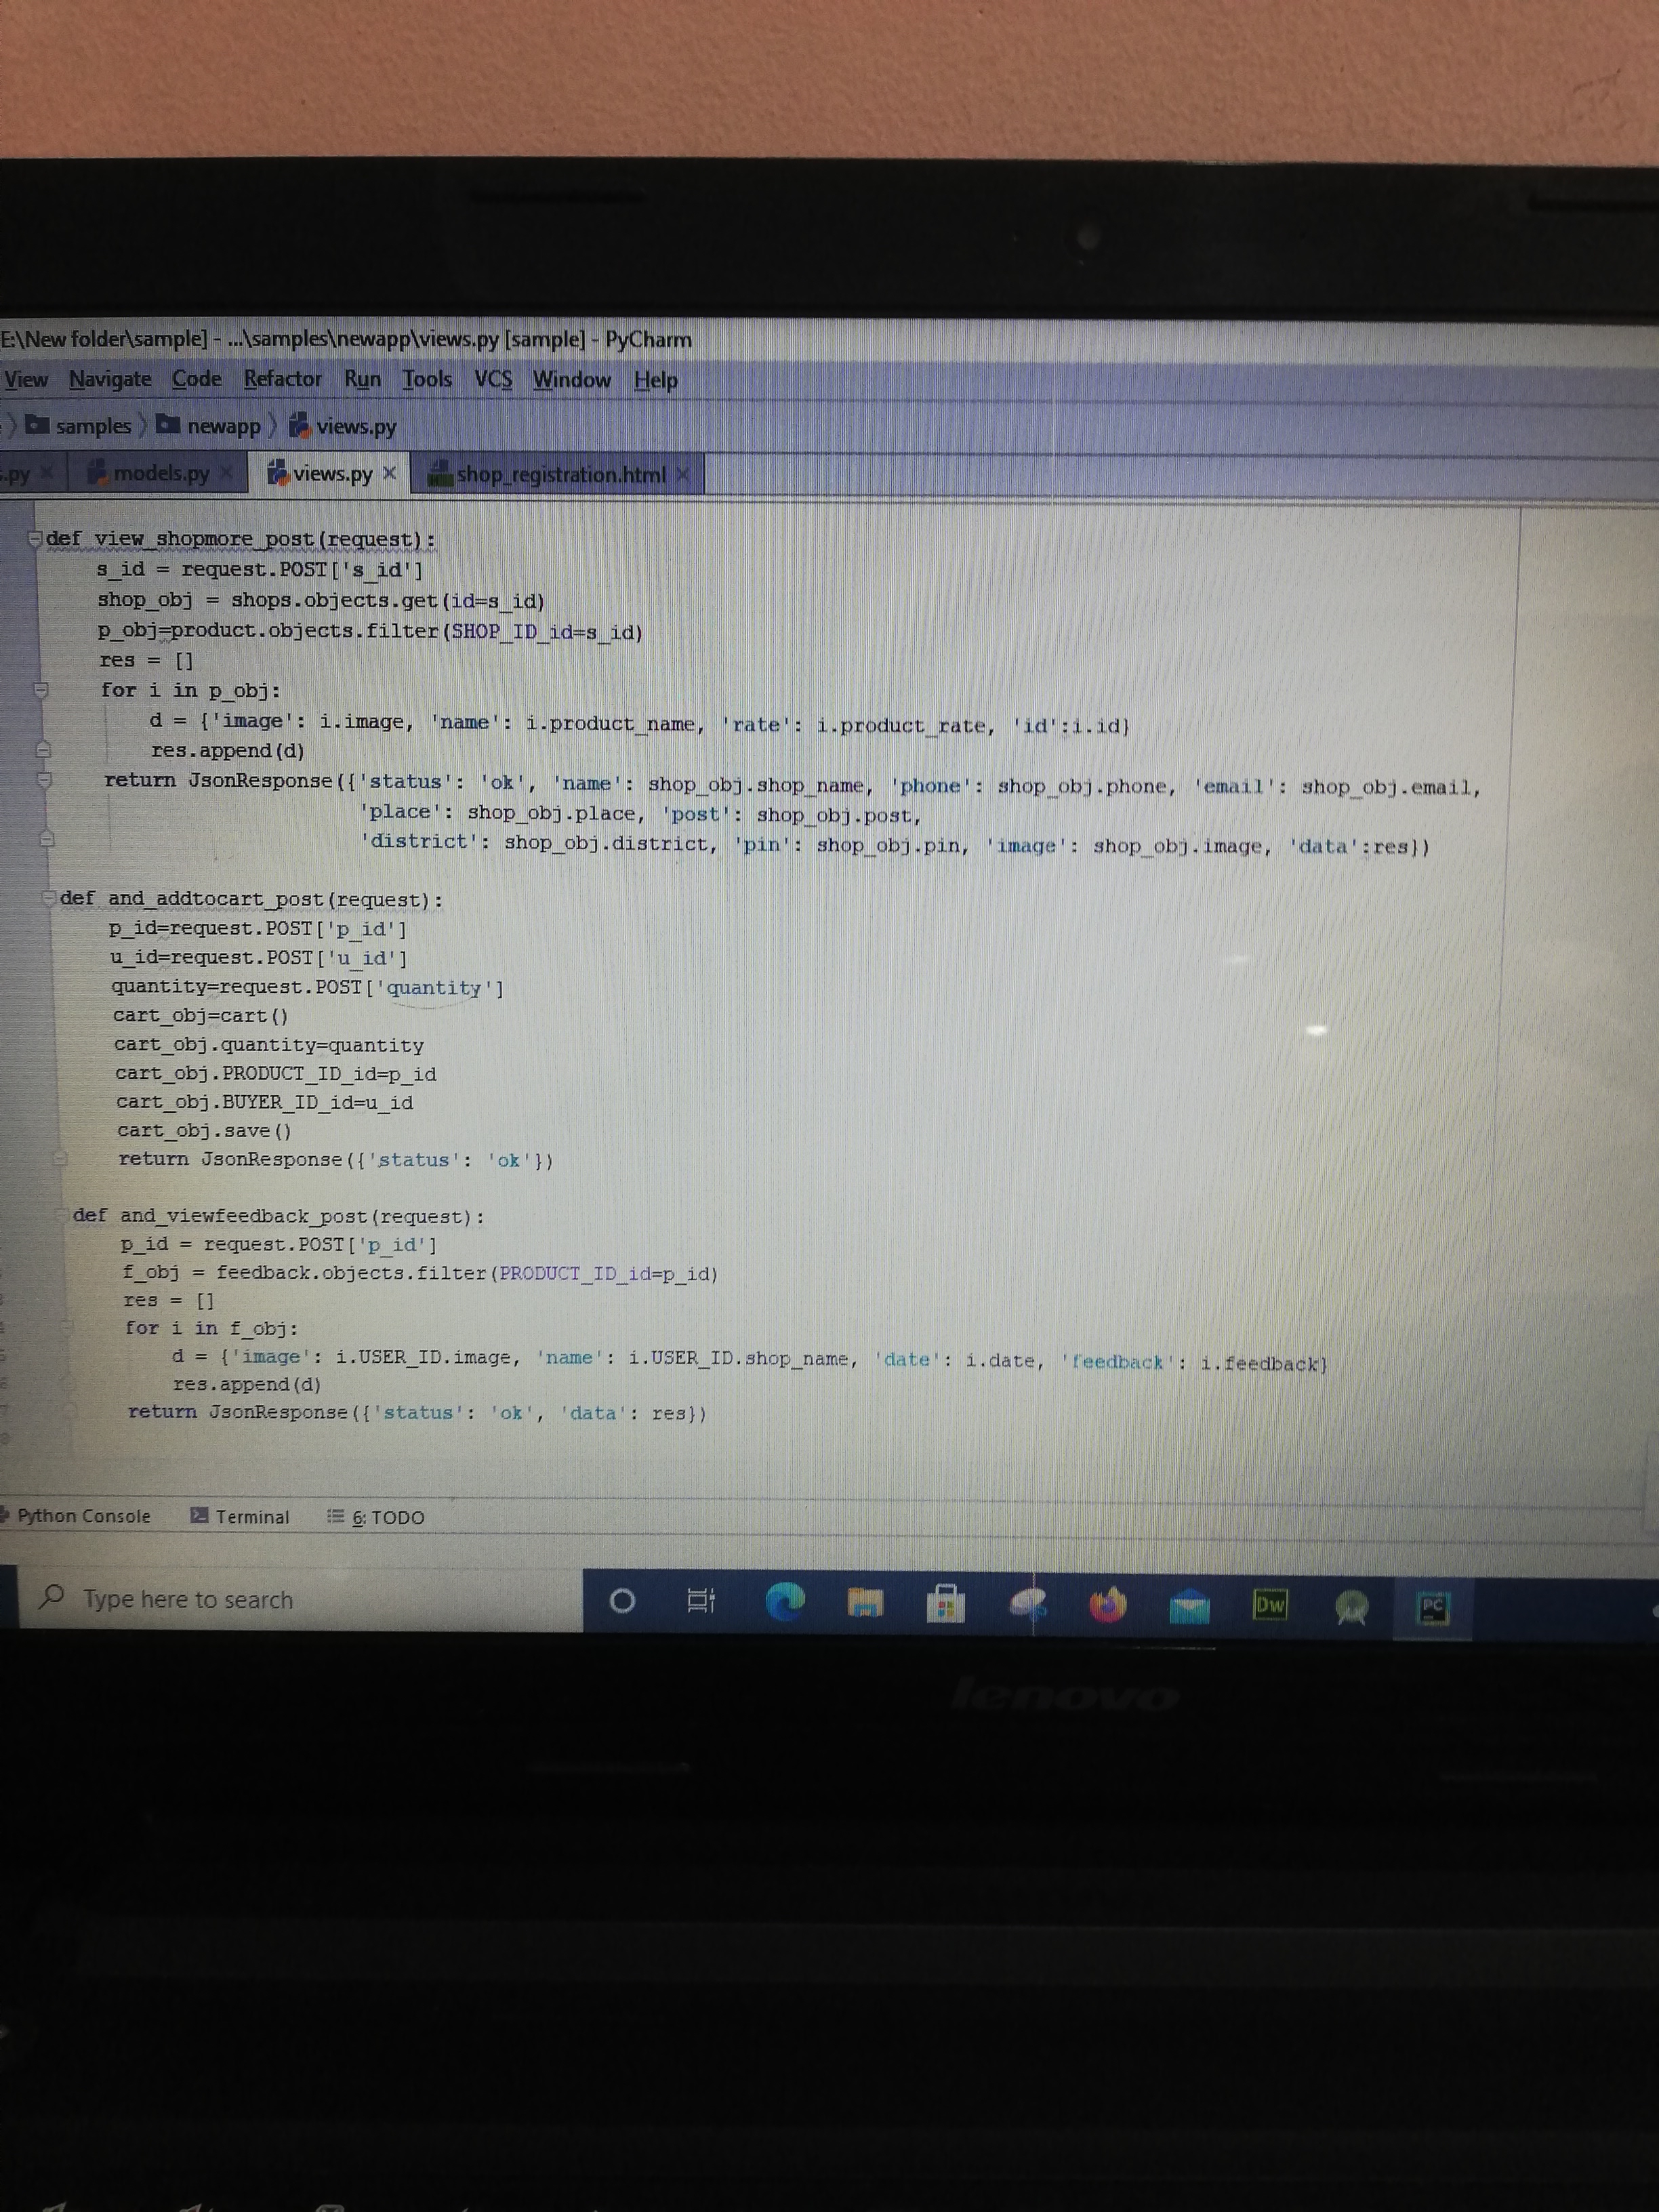 E:\New folder\sample] - ...\samples\newapp\views.py [sample] - PyCharm
View Navigate Code Refactor Run Tools VCS Window Help
samples newapp views.py
.py models.py views.py shop_registration.html
def view_shopmore_post(request):
    s_id = request.POST['s_id']
    shop_obj = shops.objects.get(id=s_id)
    p_obj=product.objects.filter(SHOP_ID_id=s_id)
    res = []
    for i in p_obj:
        d = {'image': i.image, 'name': i.product_name, 'rate': i.product_rate, 'id':i.id}
        res.append(d)
    return JsonResponse({'status': 'ok', 'name': shop_obj.shop_name, 'phone': shop_obj.phone, 'email': shop_obj.email,
                         'place': shop_obj.place, 'post': shop_obj.post,
                         'district': shop_obj.district, 'pin': shop_obj.pin, 'image': shop_obj.image, 'data':res})
def and_addtocart_post(request):
    p_id=request.POST['p_id']
    u_id=request.POST['u_id']
    quantity=request.POST['quantity']
    cart_obj=cart()
    cart_obj.quantity=quantity
    cart_obj.PRODUCT_ID_id=p_id
    cart_obj.BUYER_ID_id=u_id
    cart_obj.save()
    return JsonResponse({'status': 'ok'})
def and_viewfeedback_post(request):
    p_id = request.POST['p_id']
    f_obj = feedback.objects.filter(PRODUCT_ID_id=p_id)
    res = []
    for i in f_obj:
        d = {'image': i.USER_ID.image, 'name': i.USER_ID.shop_name, 'date': i.date, 'feedback': i.feedback}
        res.append(d)
    return JsonResponse({'status': 'ok', 'data': res})
Python Console Terminal 6: TODO
Type here to search
Dw PC
lenovo